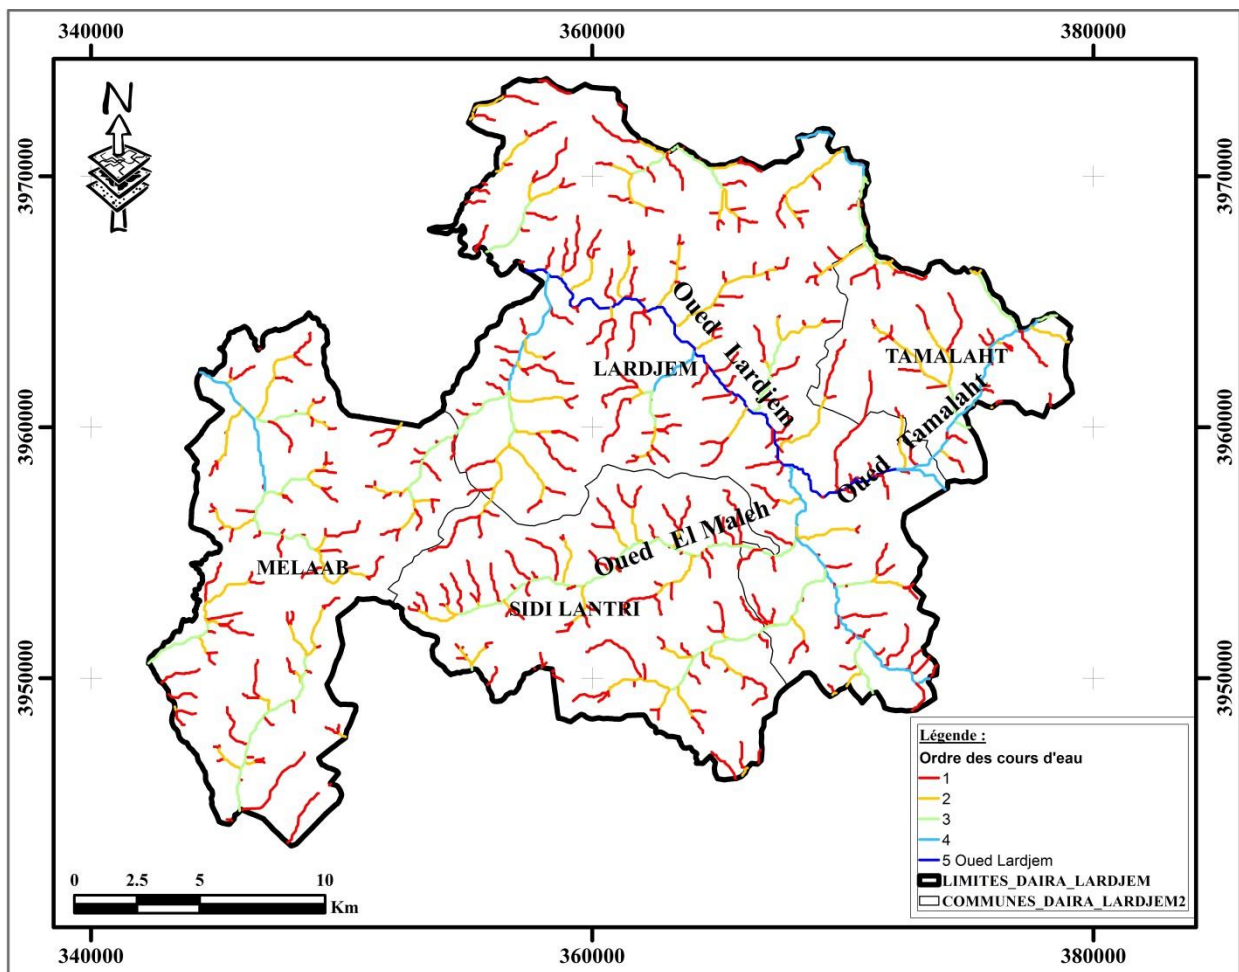 340000 360000 380000
N
3970000 3970000
Oued Lardjem
TAMALAHT
LARDJEM
Oued Tamalaht
3960000 3960000
Oued El Maleh
MELAAB
SIDI LANTRI
3950000 3950000
Légende :
Ordre des cours d'eau
1
2
3
4
5 Oued Lardjem
LIMITES_DAIRA_LARDJEM
COMMUNES_DAIRA_LARDJEM2
0 2.5 5 10
Km
340000 360000 380000